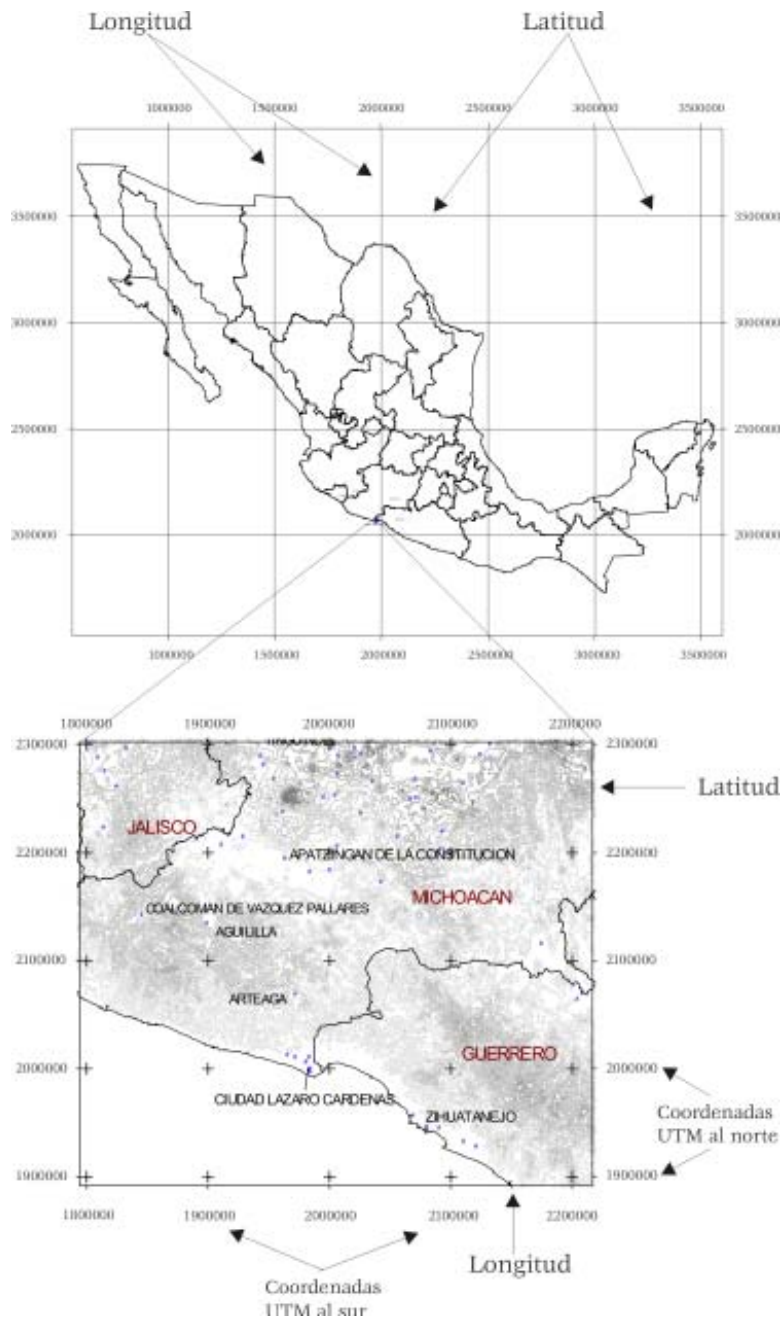 Longitud Latitud
1000000 1500000 2000000 2500000 3000000 3500000
3500000 3500000
3000000 3000000
2500000 2500000
2000000 2000000
1000000 1500000 2000000 2500000 3000000 3500000
1800000 1900000 2000000 2100000 2200000
2300000 2300000
Latitud
JALISCO
2200000 APATZINGAN DE LA CONSTITUCION 2200000
MICHOACAN
COALCOMAN DE VAZQUEZ PALLARES
AGUILILLA
2100000 2100000
ARTEAGA
GUERRERO
2000000 2000000
CIUDAD LAZARO CARDENAS
ZIHUATANEJO
Coordenadas
UTM al norte
1900000 1900000
1800000 1900000 2000000 2100000 2200000
Longitud
Coordenadas
UTM al sur